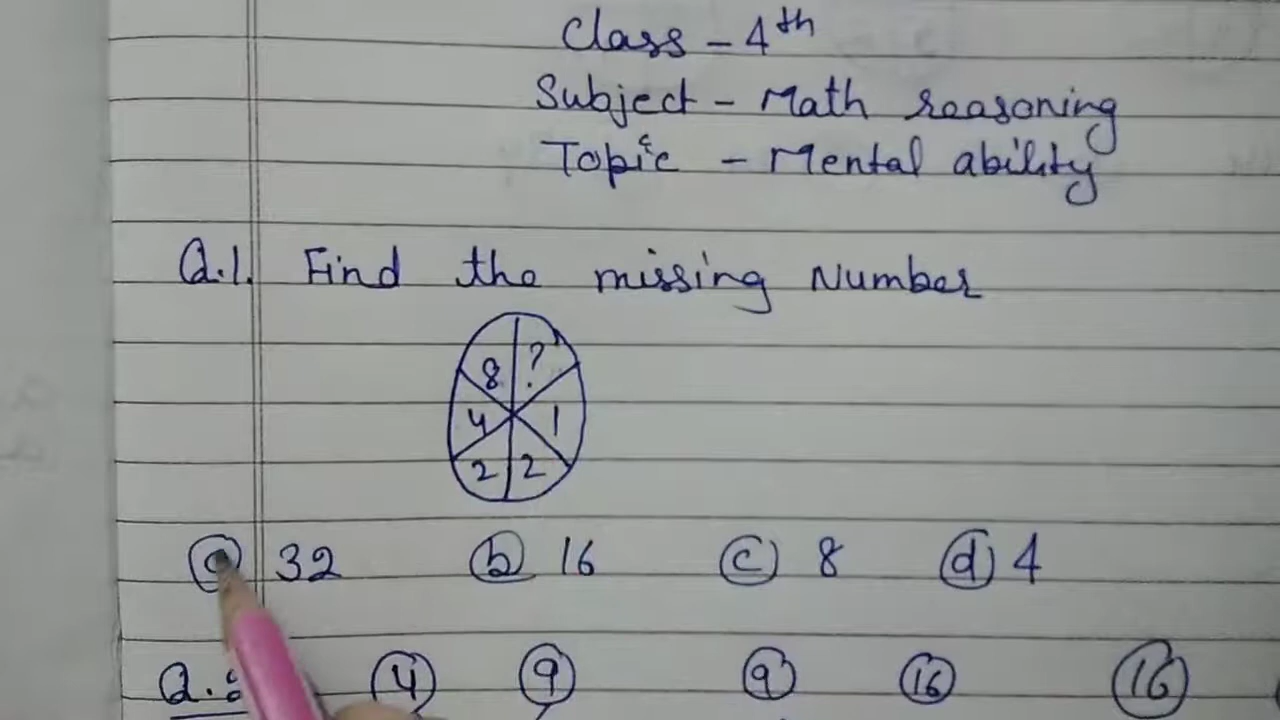 Class - 4th
Subject - Math reasoning
Topic - Mental ability
Q.1. Find the missing Number
8 ?
4 1
2 2
32 (b) 16 (c) 8 (d) 4
4 9 9 16 16